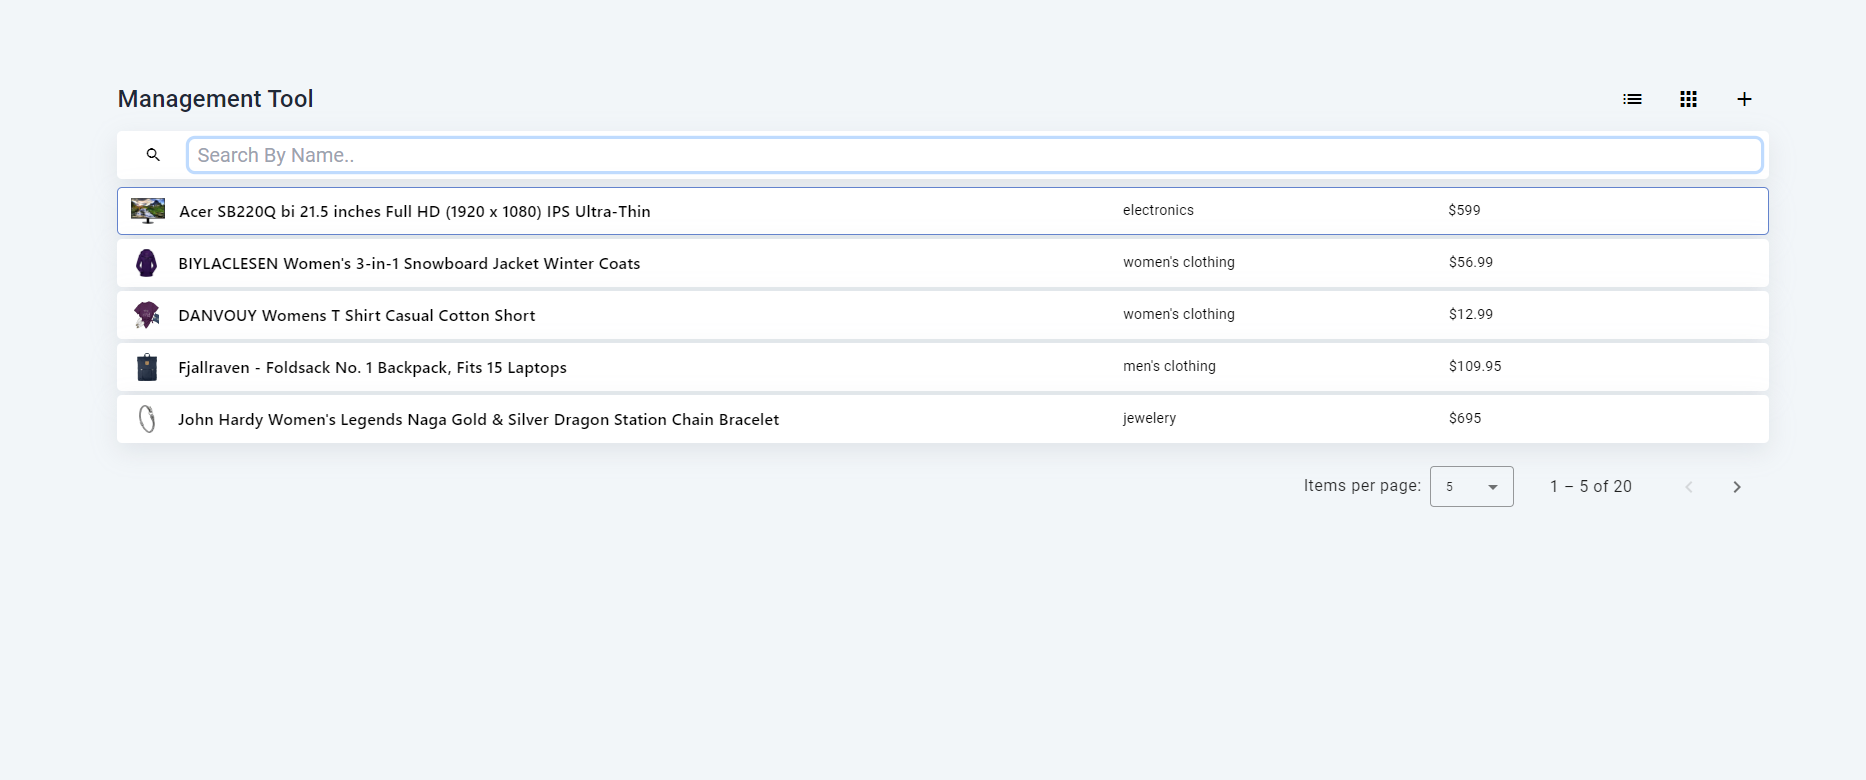 Management Tool
Search By Name..
Acer SB220Q bi 21.5 inches Full HD (1920 x 1080) IPS Ultra-Thin electronics $599
BIYLACLESEN Women's 3-in-1 Snowboard Jacket Winter Coats women's clothing $56.99
DANVOUY Womens T Shirt Casual Cotton Short women's clothing $12.99
Fjallraven - Foldsack No. 1 Backpack, Fits 15 Laptops men's clothing $109.95
John Hardy Women's Legends Naga Gold & Silver Dragon Station Chain Bracelet jewelery $695
Items per page: 5 1 – 5 of 20